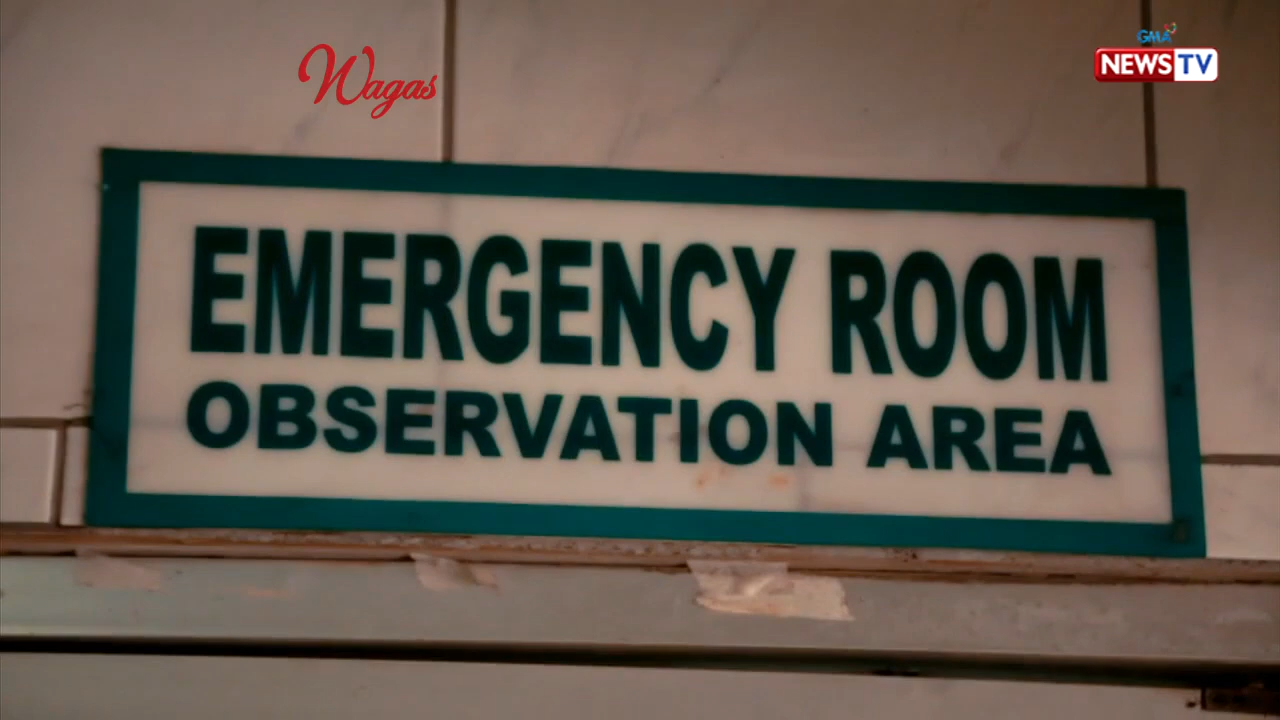 Wagas
GMA
NEWS TV
EMERGENCY ROOM
OBSERVATION AREA